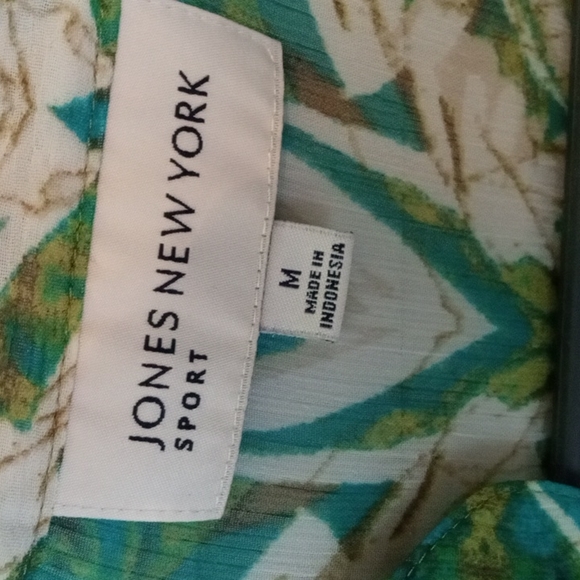 JONES NEW YORK
SPORT
M
MADE IN
INDONESIA